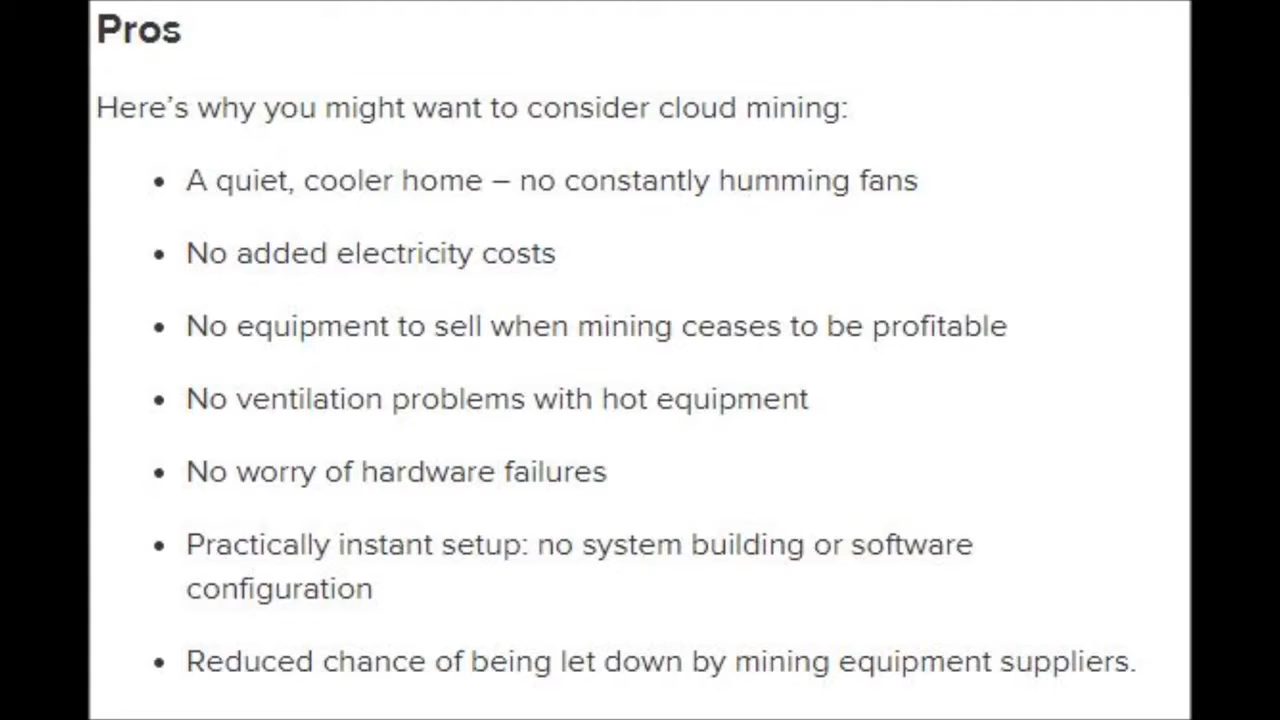 Pros
Here’s why you might want to consider cloud mining:
• A quiet, cooler home – no constantly humming fans
• No added electricity costs
• No equipment to sell when mining ceases to be profitable
• No ventilation problems with hot equipment
• No worry of hardware failures
• Practically instant setup: no system building or software
configuration
• Reduced chance of being let down by mining equipment suppliers.